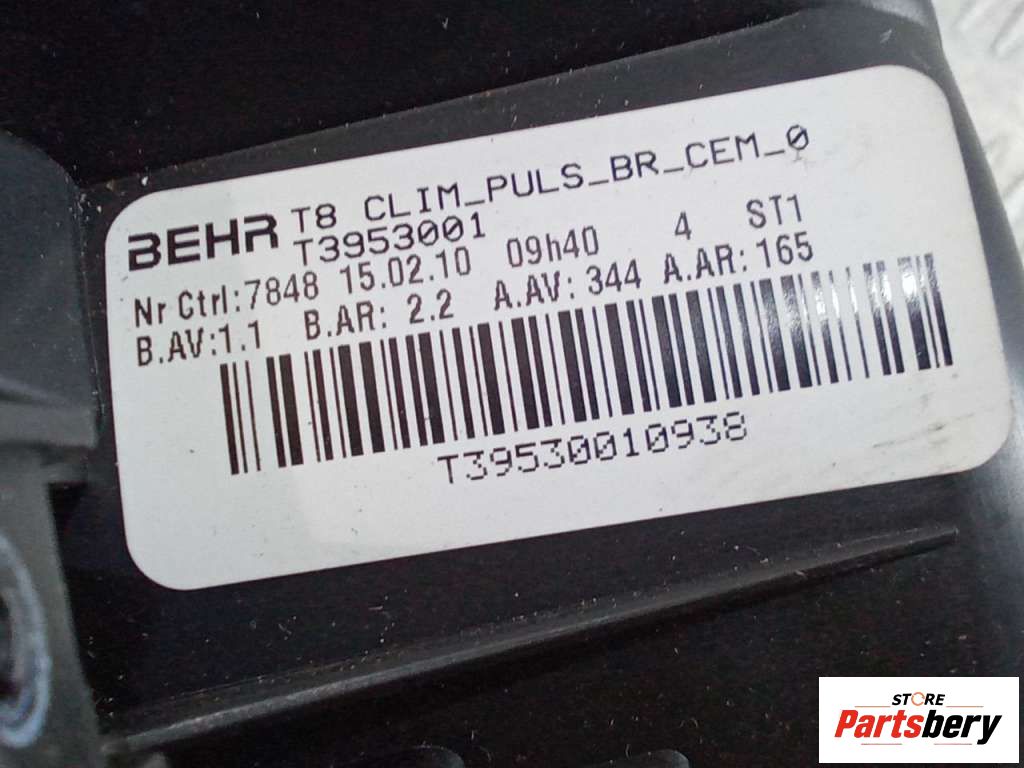 BEHR T8 CLIM_PULS_BR_CEM_0
T3953001
Nr Ctrl:7848 15.02.10 09h40 4 ST1
B.AV:1.1 B.AR: 2.2 A.AV: 344 A.AR:165
T39530010938
STORE
Partsbery